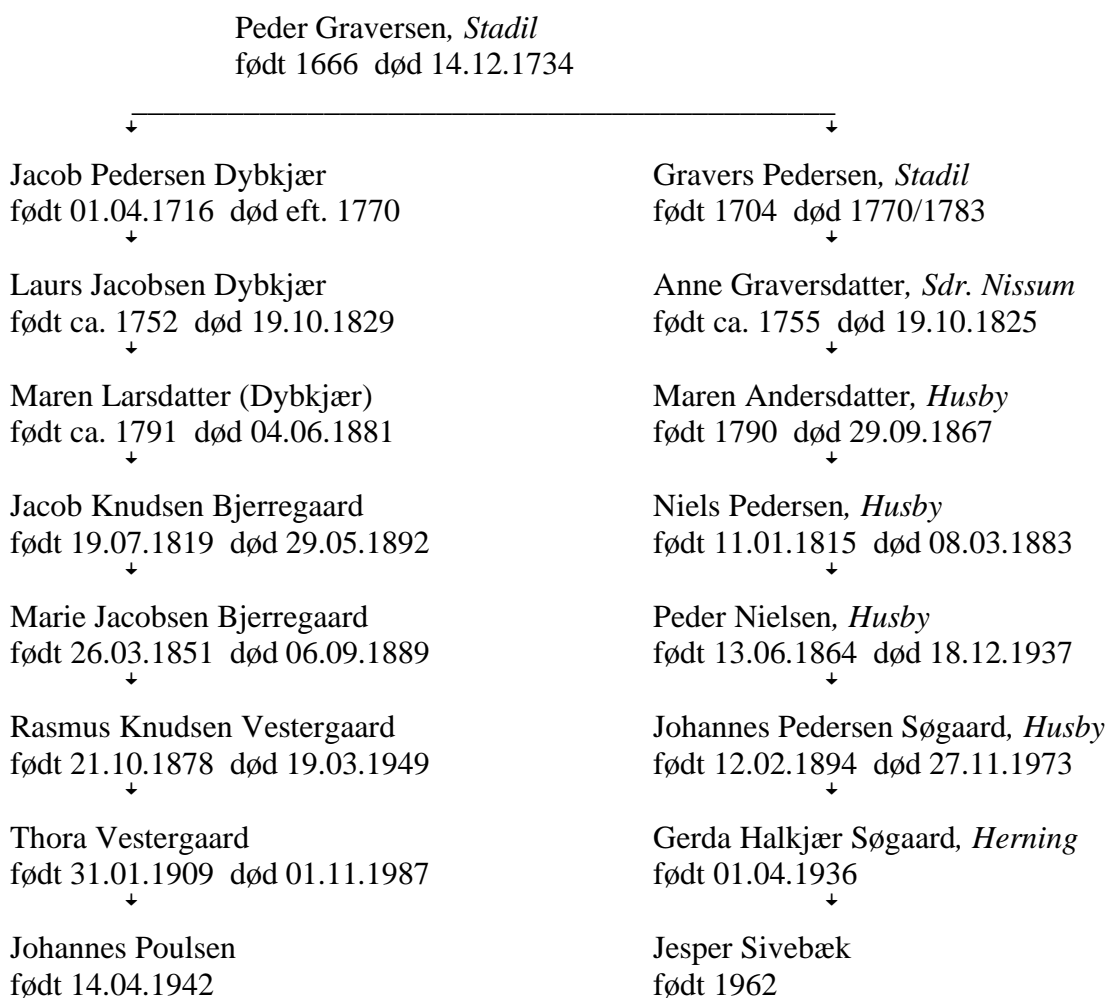 Peder Graversen, Stadil
født 1666 død 14.12.1734
Jacob Pedersen Dybkjær
født 01.04.1716 død eft. 1770
Gravers Pedersen, Stadil
født 1704 død 1770/1783
Laurs Jacobsen Dybkjær
født ca. 1752 død 19.10.1829
Anne Graversdatter, Sdr. Nissum
født ca. 1755 død 19.10.1825
Maren Larsdatter (Dybkjær)
født ca. 1791 død 04.06.1881
Maren Andersdatter, Husby
født 1790 død 29.09.1867
Jacob Knudsen Bjerregaard
født 19.07.1819 død 29.05.1892
Niels Pedersen, Husby
født 11.01.1815 død 08.03.1883
Marie Jacobsen Bjerregaard
født 26.03.1851 død 06.09.1889
Peder Nielsen, Husby
født 13.06.1864 død 18.12.1937
Rasmus Knudsen Vestergaard
født 21.10.1878 død 19.03.1949
Johannes Pedersen Søgaard, Husby
født 12.02.1894 død 27.11.1973
Thora Vestergaard
født 31.01.1909 død 01.11.1987
Gerda Halkjær Søgaard, Herning
født 01.04.1936
Johannes Poulsen
født 14.04.1942
Jesper Sivebæk
født 1962